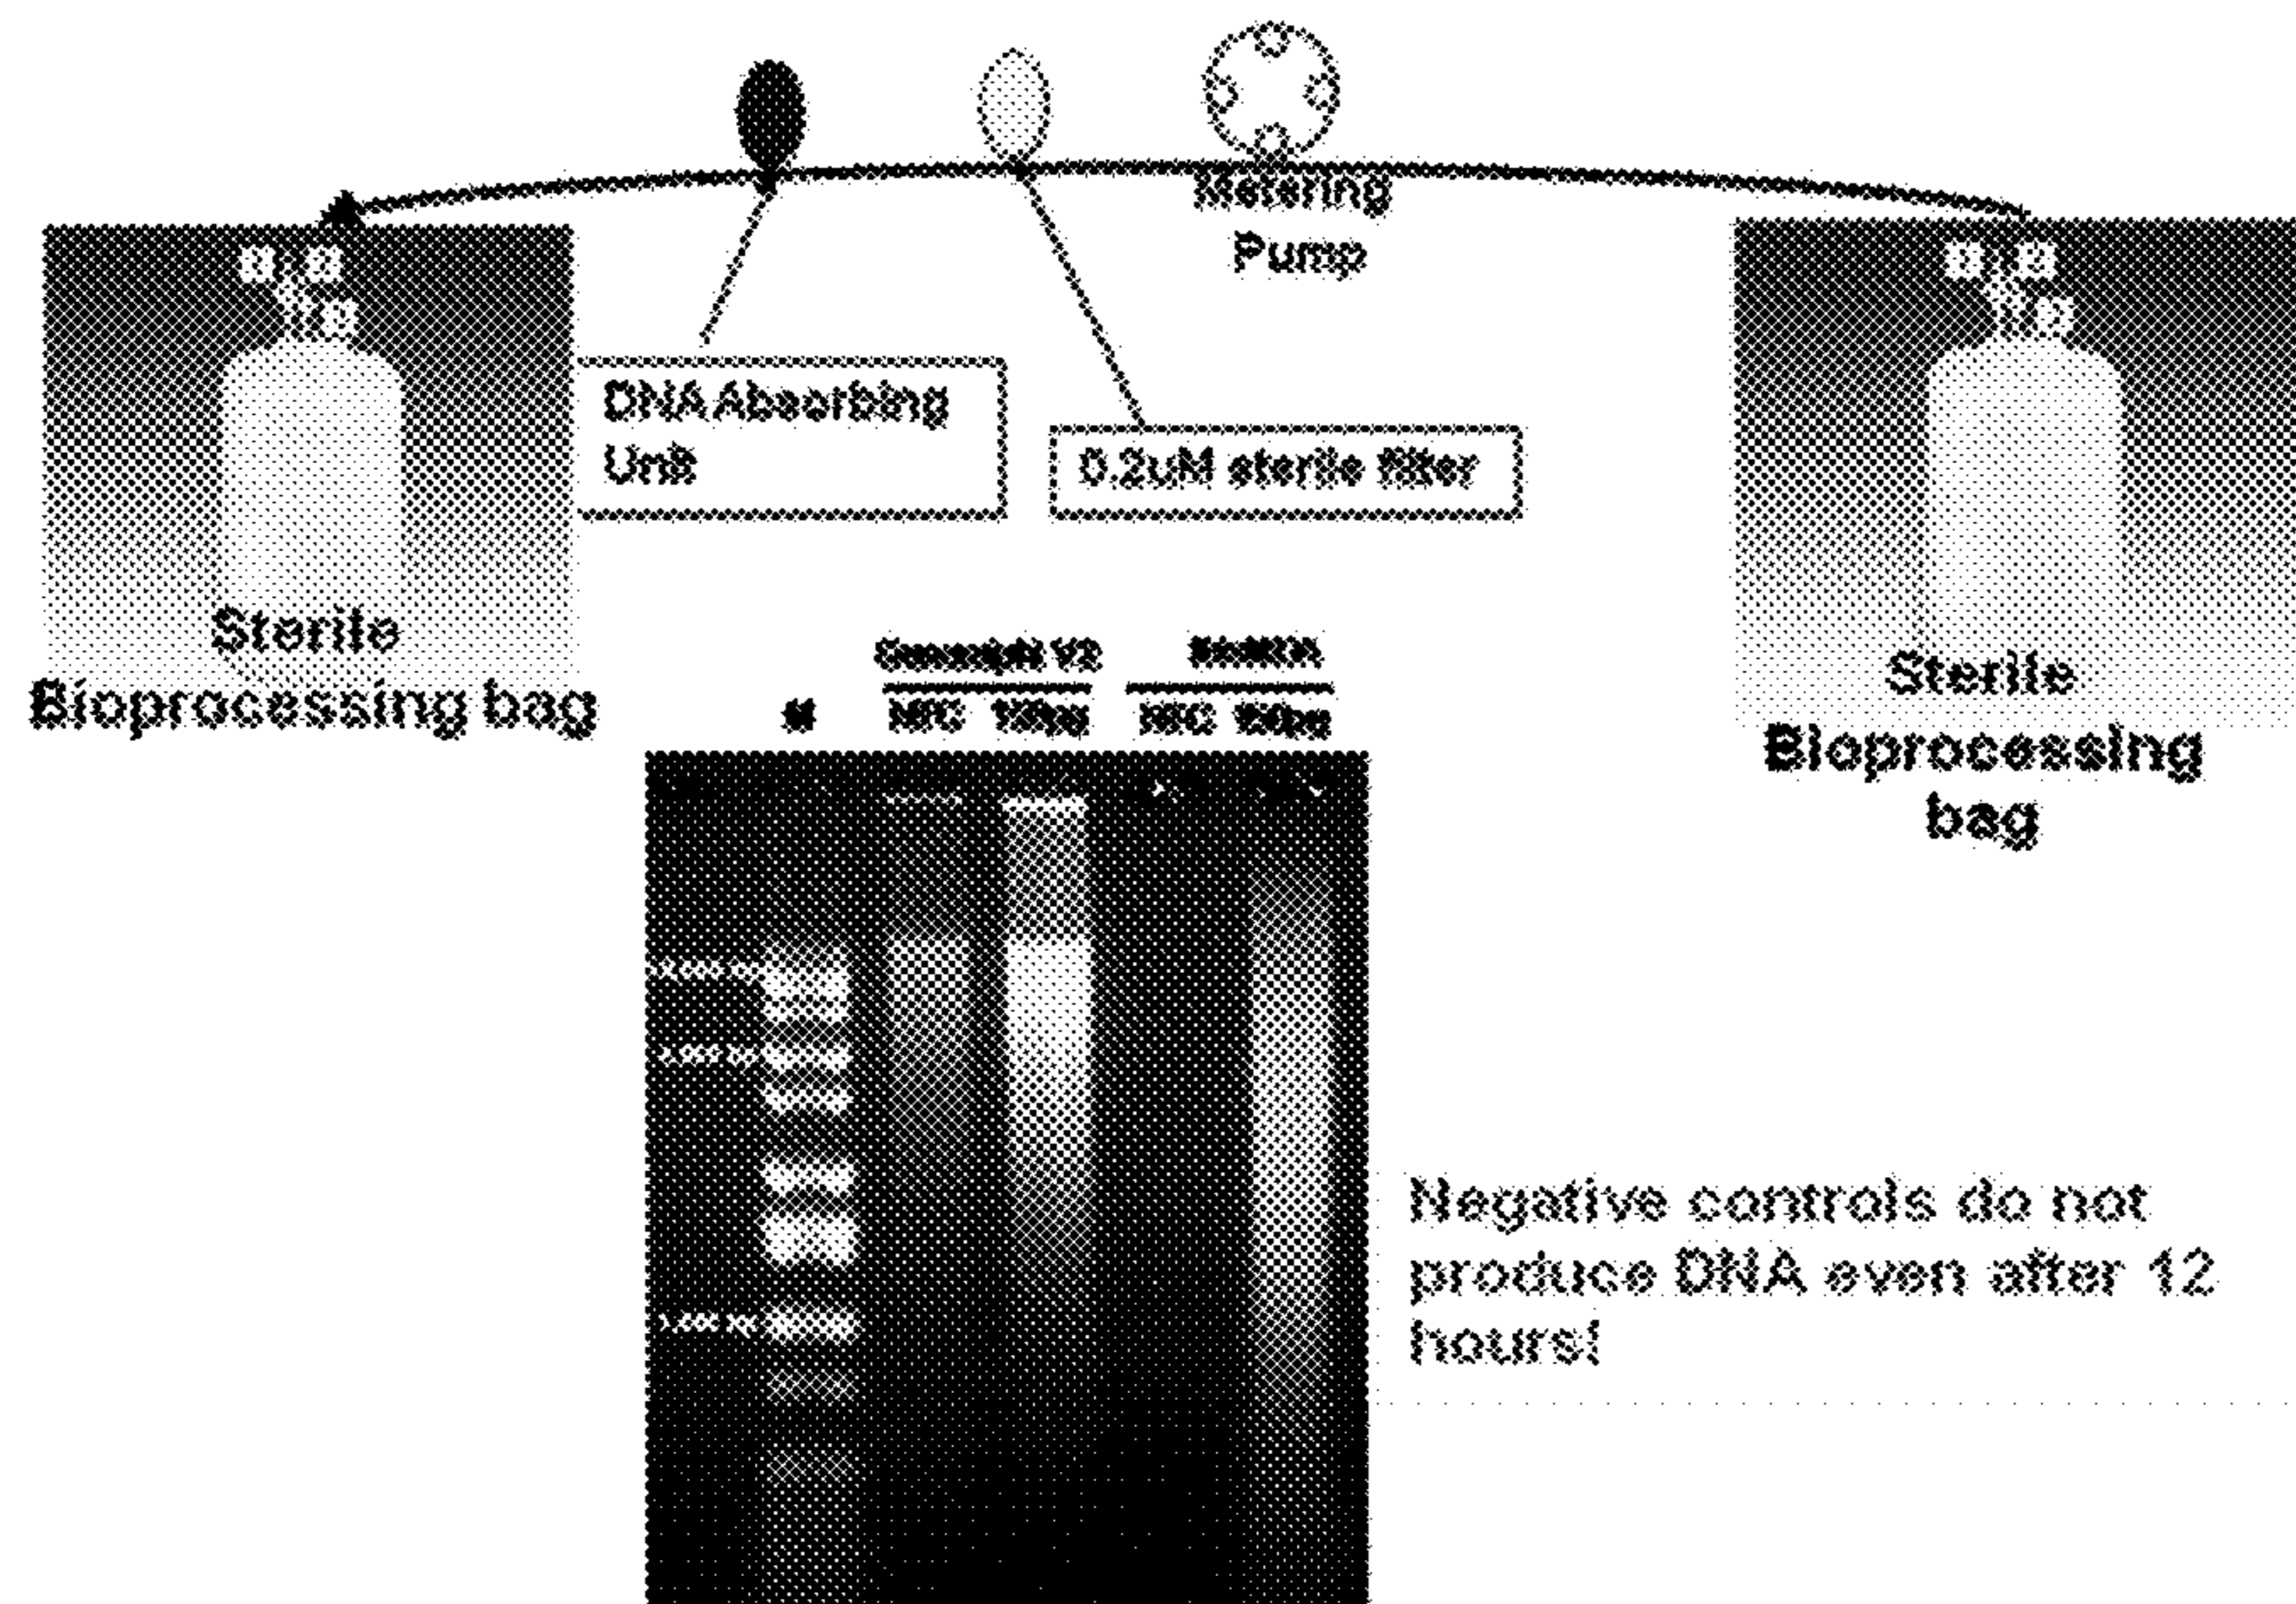 Metering
Pump
DNA Absorbing
Unit
0.2uM sterile filter
Sterile
Bioprocessing bag
Sterile
Bioprocessing
bag
M NTC NTC
Negative controls do not
produce DNA even after 12
hours!